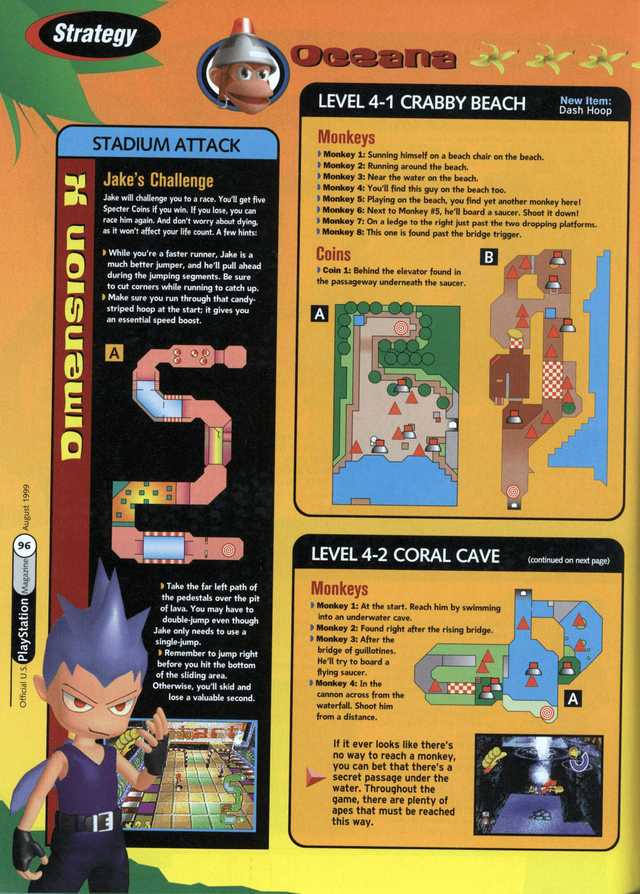 Strategy
Oceana
Dimension X
STADIUM ATTACK
Jake's Challenge
Jake will challenge you to a race. You'll get five
Specter Coins if you win. If you lose, you can
race him again. And don't worry about dying,
as it won't affect your life count. A few hints:
While you're a faster runner, Jake is a
much better jumper, and he'll pull ahead
during the jumping segments. Be sure
to cut corners while running to catch up.
Make sure you run through that candy-
striped hoop at the start; it gives you
an essential speed boost.
A
Take the far left path of
the pedestals over the pit
of lava. You may have to
double-jump even though
Jake only needs to use a
single-jump.
Remember to jump right
before you hit the bottom
of the sliding area.
Otherwise, you'll skid and
lose a valuable second.
LEVEL 4-1 CRABBY BEACH
New Item:
Dash Hoop
Monkeys
Monkey 1: Sunning himself on a beach chair on the beach.
Monkey 2: Running around the beach.
Monkey 3: Near the water on the beach.
Monkey 4: You'll find this guy on the beach too.
Monkey 5: Playing on the beach, you find yet another monkey here!
Monkey 6: Next to Monkey #5, he'll board a saucer. Shoot it down!
Monkey 7: On a ledge to the right just past the two dropping platforms.
Monkey 8: This one is found past the bridge trigger.
Coins
Coin 1: Behind the elevator found in
the passageway underneath the saucer.
A
B
LEVEL 4-2 CORAL CAVE
(continued on next page)
Monkeys
Monkey 1: At the start. Reach him by swimming
into an underwater cave.
Monkey 2: Found right after the rising bridge.
Monkey 3: After the
bridge of guillotines.
He'll try to board a
flying saucer.
Monkey 4: In the
cannon across from the
waterfall. Shoot him
from a distance.
A
If it ever looks like there's
no way to reach a monkey,
you can bet that there's a
secret passage under the
water. Throughout the
game, there are plenty of
apes that must be reached
this way.
Official U.S. PlayStation Magazine 96 August 1999